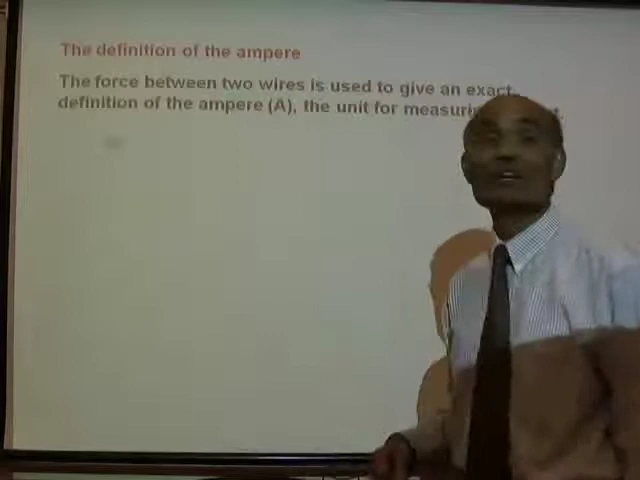 The definition of the ampere
The force between two wires is used to give an exact
definition of the ampere (A), the unit for